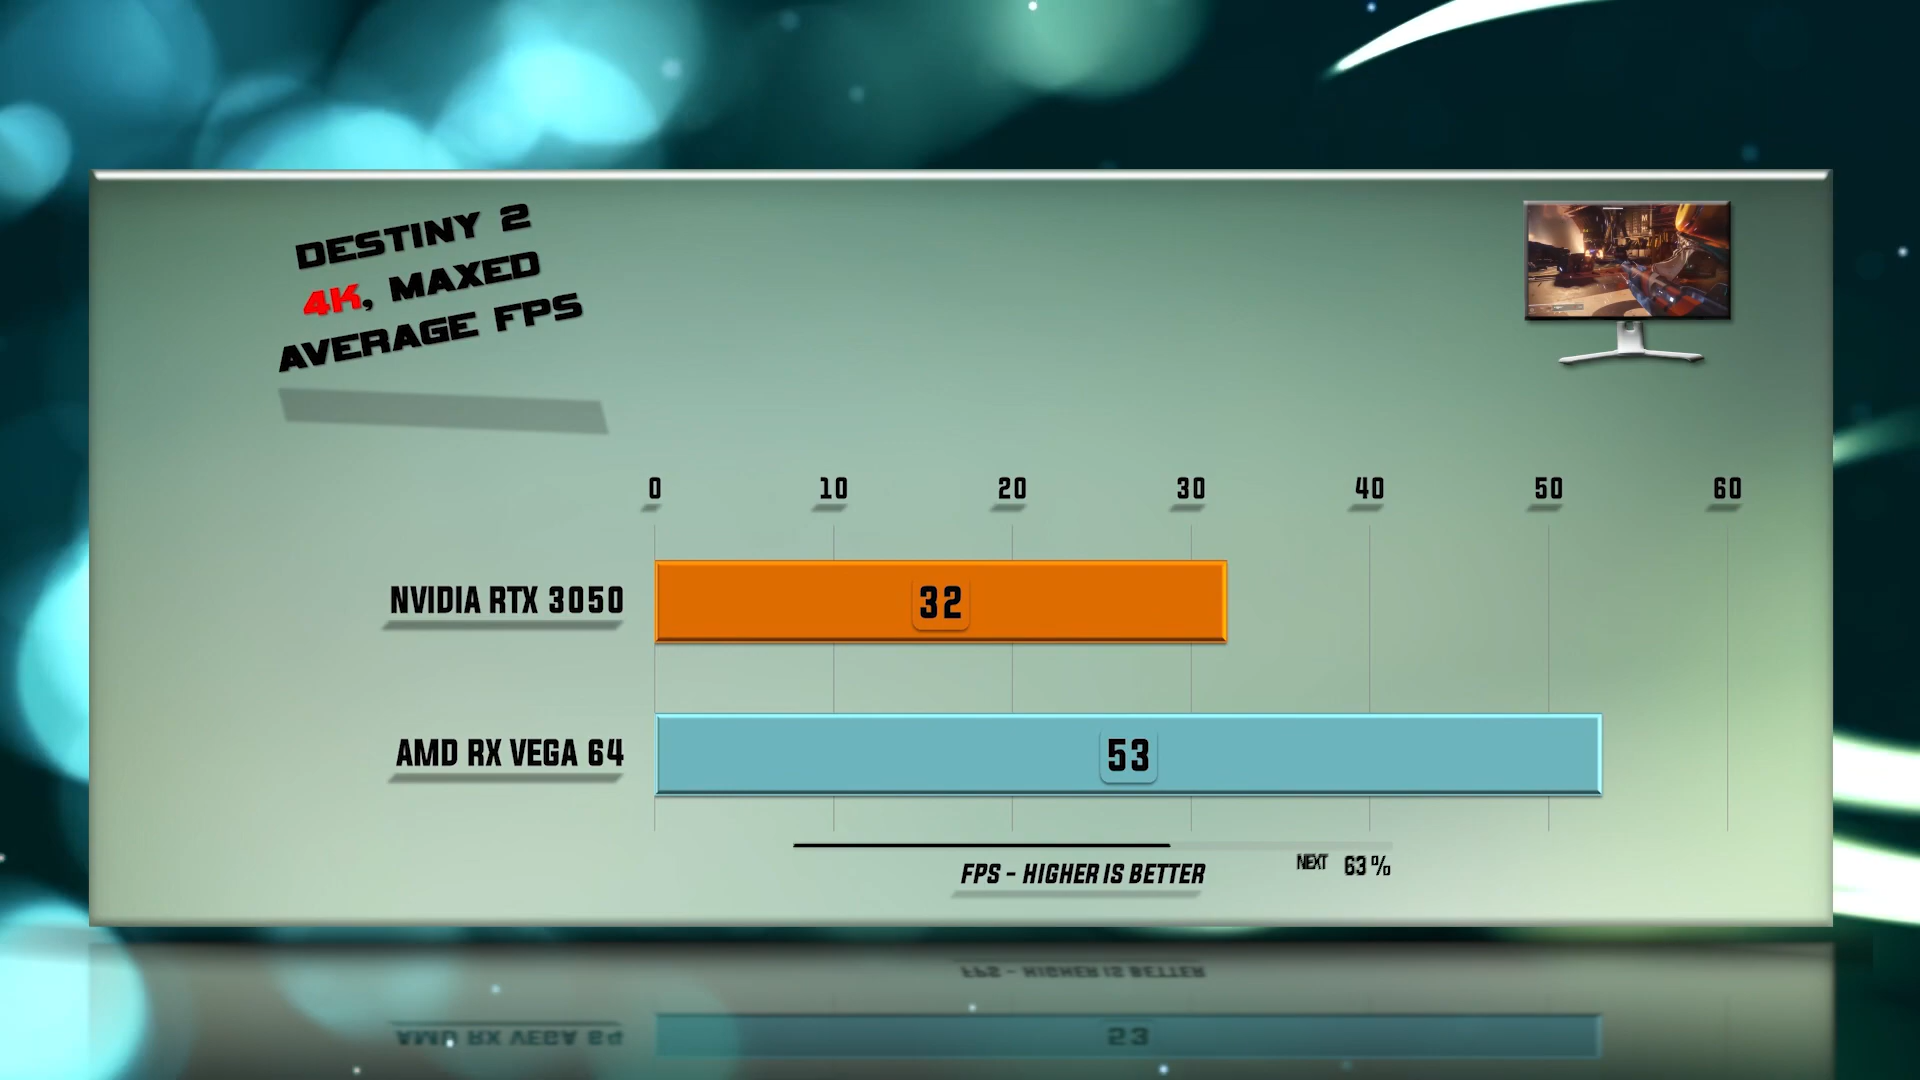 DESTINY 2
4K, MAXED
AVERAGE FPS
0 10 20 30 40 50 60
NVIDIA RTX 3050
32
AMD RX VEGA 64
53
FPS - HIGHER IS BETTER
NEXT 63%